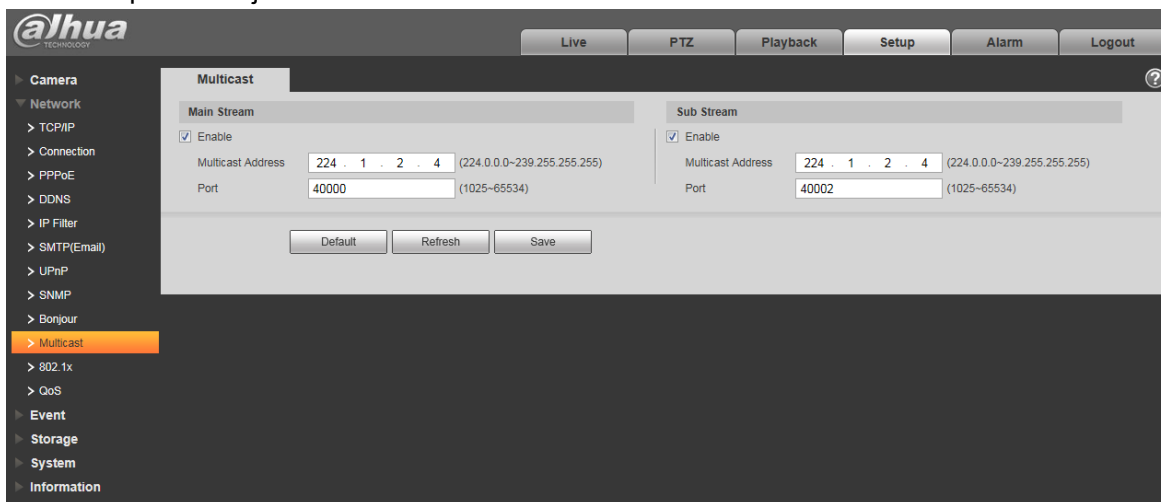 alhua
TECHNOLOGY
Live PTZ Playback Setup Alarm Logout
Camera
Network
> TCP/IP
> Connection
> PPPoE
> DDNS
> IP Filter
> SMTP(Email)
> UPnP
> SNMP
> Bonjour
> Multicast
> 802.1x
> QoS
Event
Storage
System
Information
Multicast
?
Main Stream
Enable
Multicast Address 224 . 1 . 2 . 4 (224.0.0.0~239.255.255.255)
Port 40000 (1025~65534)
Sub Stream
Enable
Multicast Address 224 . 1 . 2 . 4 (224.0.0.0~239.255.255.255)
Port 40002 (1025~65534)
Default Refresh Save